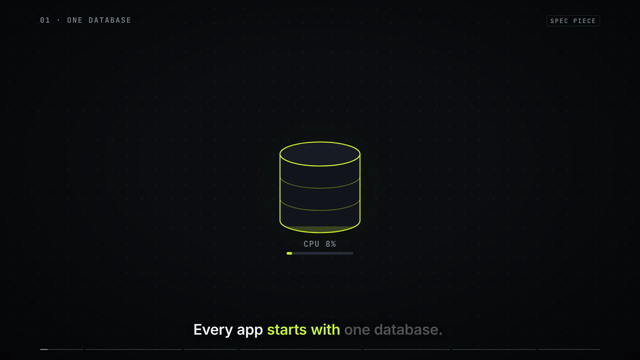 01 · ONE DATABASE
SPEC PIECE
CPU 8%
Every app starts with one database.